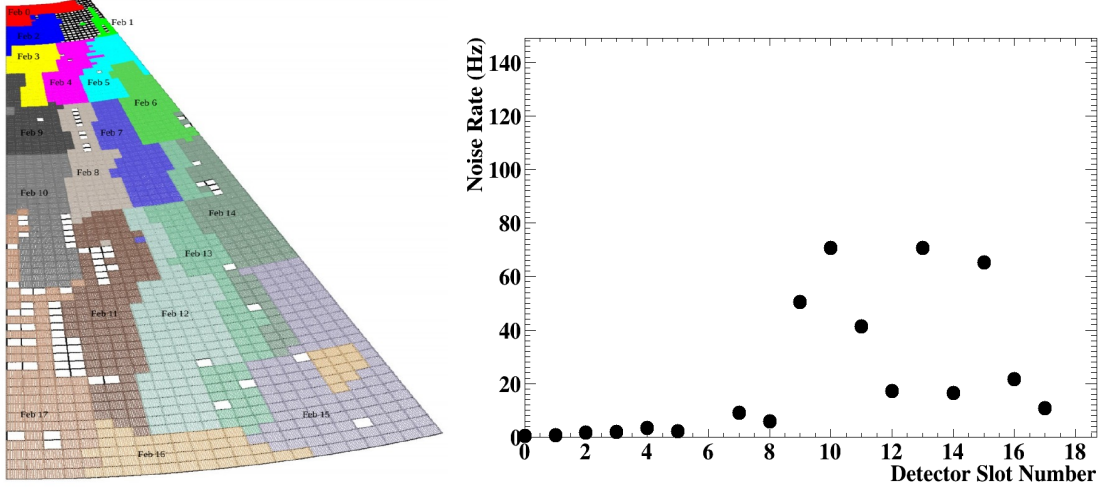 Feb 0
Feb 1
Feb 2
Feb 3
Feb 4
Feb 5
Feb 6
Feb 9
Feb 7
Feb 8
Feb 10
Feb 14
Feb 13
Feb 11
Feb 12
Feb 17
Feb 15
Feb 16
Noise Rate (Hz)
140
120
100
80
60
40
20
0
0 2 4 6 8 10 12 14 16 18
Detector Slot Number